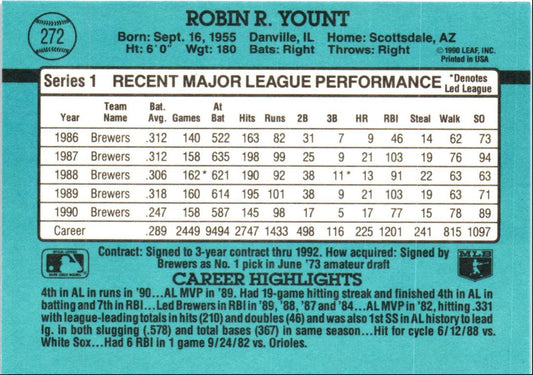 272
ROBIN R. YOUNT
Born: Sept. 16, 1955 Danville, IL Home: Scottsdale, AZ
Ht: 6'0" Wgt: 180 Bats: Right Throws: Right
©1990 LEAF, INC.
Printed in USA
Series 1 RECENT MAJOR LEAGUE PERFORMANCE *Denotes Led League
Year Team Name Bat. Avg. Games At Bat Hits Runs 2B 3B HR RBI Steal Walk SO
1986 Brewers .312 140 522 163 82 31 7 9 46 14 62 73
1987 Brewers .312 158 635 198 99 25 9 21 103 19 76 94
1988 Brewers .306 162* 621 190 92 38 11* 13 91 22 63 63
1989 Brewers .318 160 614 195 101 38 9 21 103 19 63 71
1990 Brewers .247 158 587 145 98 17 5 17 77 15 78 89
Career .289 2449 9494 2747 1433 498 116 225 1201 241 815 1097
Contract: Signed to 3-year contract thru 1992. How acquired: Signed by
Brewers as No. 1 pick in June '73 amateur draft
MLB
CAREER HIGHLIGHTS
4th in AL in runs in '90...AL MVP in '89. Had 19-game hitting streak and finished 4th in AL in
batting and 7th in RBI...Led Brewers in RBI in '89, '88, '87 & '84...AL MVP in '82, hitting .331
with league-leading totals in hits (210) and doubles (46) and was also 1st SS in AL history to lead
lg. in both slugging (.578) and total bases (367) in same season...Hit for cycle 6/12/88 vs.
White Sox...Had 6 RBI in 1 game 9/24/82 vs. Orioles.